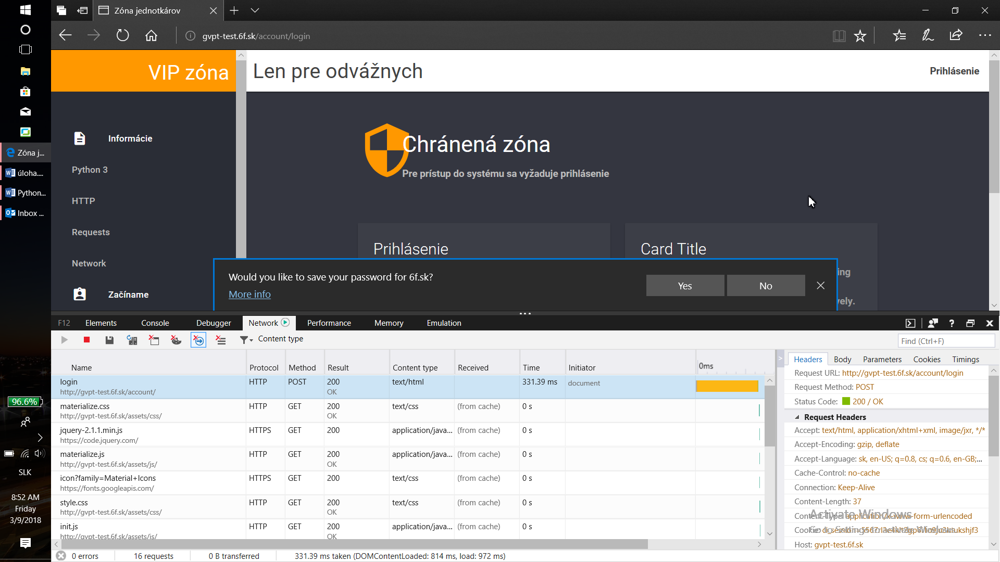 Zóna jednotkárov
gvpt-test.6f.sk/account/login
VIP zóna
Len pre odvážnych
Prihlásenie
Informácie
Python 3
HTTP
Requests
Network
Začíname
Chránená zóna
Pre prístup do systému sa vyžaduje prihlásenie
Prihlásenie
Card Title
ing
ely.
Would you like to save your password for 6f.sk?
More info
Yes
No
Zóna j...
úloha....
Python...
Inbox ...
96.6%
SLK
8:52 AM
Friday
3/9/2018
F12 Elements Console Debugger Network Performance Memory Emulation
Content type
Find (Ctrl+F)
Name Protocol Method Result Content type Received Time Initiator 0ms
login HTTP POST 200 text/html 331.39 ms document
http://gvpt-test.6f.sk/account/ OK
materialize.css HTTP GET 200 text/css (from cache) 0 s
http://gvpt-test.6f.sk/assets/css/ OK
jquery-2.1.1.min.js HTTPS GET 200 application/java... (from cache) 0 s
https://code.jquery.com/
materialize.js HTTP GET 200 application/java... (from cache) 0 s
http://gvpt-test.6f.sk/assets/js/ OK
icon?family=Material+Icons HTTPS GET 200 text/css (from cache) 0 s
https://fonts.googleapis.com/
style.css HTTP GET 200 text/css (from cache) 0 s
http://gvpt-test.6f.sk/assets/css/ OK
init.js HTTP GET 200 application/java... (from cache) 0 s
http://gvpt-test.6f.sk/assets/js/ OK
0 errors 16 requests 0 B transferred 331.39 ms taken (DOMContentLoaded: 814 ms, load: 972 ms)
Headers Body Parameters Cookies Timings
Request URL: http://gvpt-test.6f.sk/account/login
Request Method: POST
Status Code: 200 / OK
Request Headers
Accept: text/html, application/xhtml+xml, image/jxr, */*
Accept-Encoding: gzip, deflate
Accept-Language: sk, en-US; q=0.8, cs; q=0.6, en-GB;...
Cache-Control: no-cache
Connection: Keep-Alive
Content-Length: 37
Content-Type: application/x-www-form-urlencoded
Cookie:
Host: gvpt-test.6f.sk
Activate Windows
Go to Settings to activate Windows.